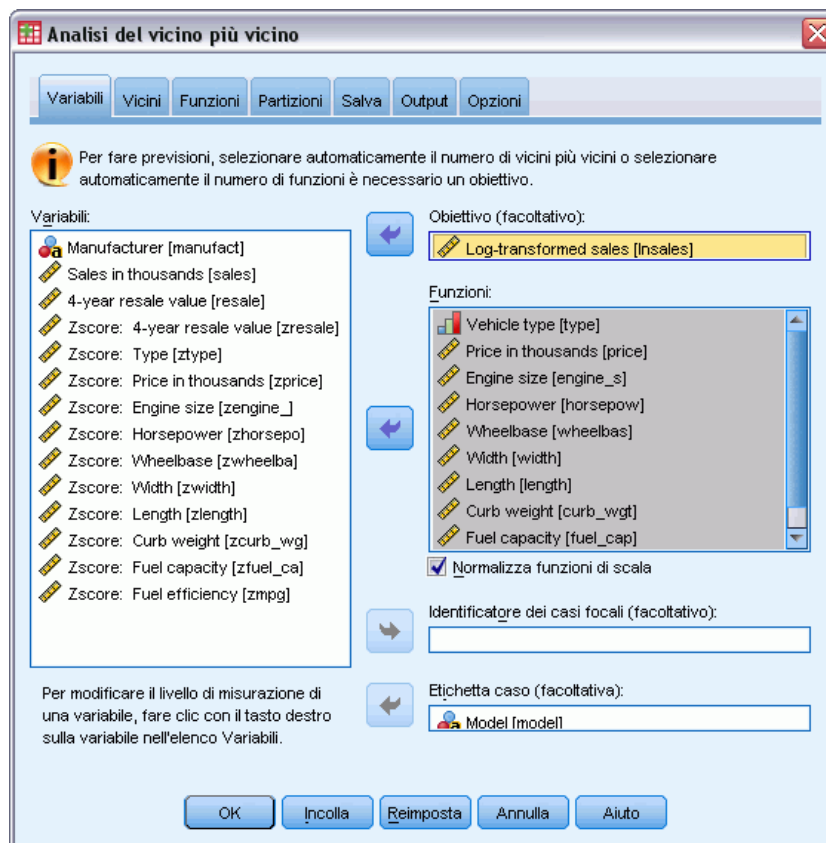 Analisi del vicino più vicino
Variabili Vicini Funzioni Partizioni Salva Output Opzioni
Per fare previsioni, selezionare automaticamente il numero di vicini più vicini o selezionare
automaticamente il numero di funzioni è necessario un obiettivo.
Variabili:
Manufacturer [manufact]
Sales in thousands [sales]
4-year resale value [resale]
Zscore: 4-year resale value [zresale]
Zscore: Type [ztype]
Zscore: Price in thousands [zprice]
Zscore: Engine size [zengine_]
Zscore: Horsepower [zhorsepo]
Zscore: Wheelbase [zwheelba]
Zscore: Width [zwidth]
Zscore: Length [zlength]
Zscore: Curb weight [zcurb_wg]
Zscore: Fuel capacity [zfuel_ca]
Zscore: Fuel efficiency [zmpg]
Per modificare il livello di misurazione di
una variabile, fare clic con il tasto destro
sulla variabile nell'elenco Variabili.
Obiettivo (facoltativo):
Log-transformed sales [lnsales]
Funzioni:
Vehicle type [type]
Price in thousands [price]
Engine size [engine_s]
Horsepower [horsepow]
Wheelbase [wheelbas]
Width [width]
Length [length]
Curb weight [curb_wgt]
Fuel capacity [fuel_cap]
Normalizza funzioni di scala
Identificatore dei casi focali (facoltativo):
Etichetta caso (facoltativa):
Model [model]
OK Incolla Reimposta Annulla Aiuto